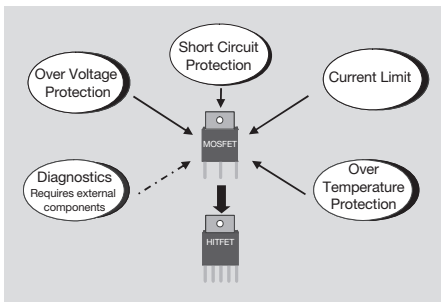 Short Circuit
Protection
Over Voltage
Protection
Current Limit
MOSFET
Diagnostics
Requires external
components
Over
Temperature
Protection
HITFET